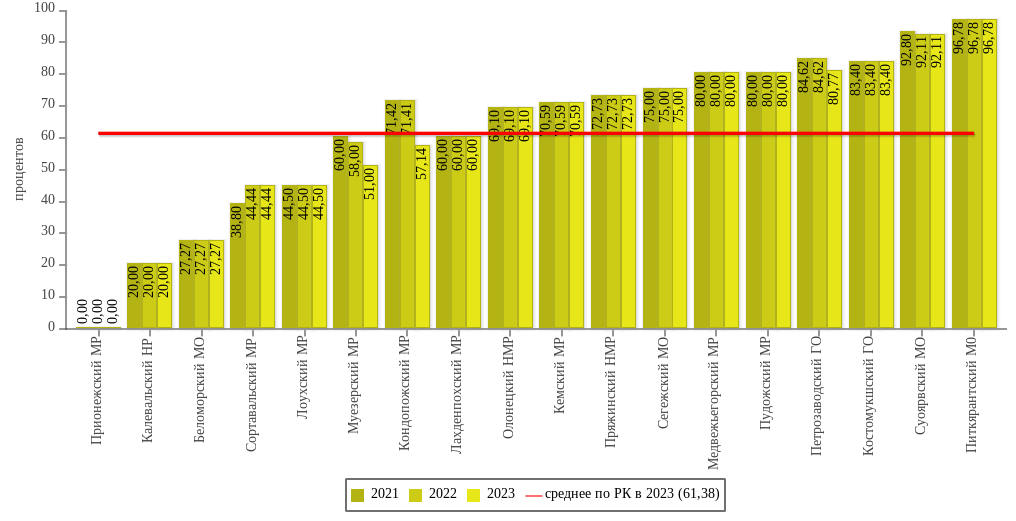 процентов
100
90
80
70
60
50
40
30
20
10
0
0,00 0,00 0,00
20,00 20,00 20,00
27,27 27,27 27,27
38,80 44,44 44,44
44,50 44,50 44,50
60,00 58,00 51,00
71,42 71,41 57,14
60,00 60,00 60,00
69,10 69,10 69,10
70,59 70,59 70,59
72,73 72,73 72,73
75,00 75,00 75,00
80,00 80,00 80,00
80,00 80,00 80,00
84,62 84,62 80,77
83,40 83,40 83,40
92,80 92,11 92,11
96,78 96,78 96,78
Прионежский МР
Калевальский НР
Беломорский МО
Сортавальский МР
Лоухский МР
Муезерский МР
Кондопожский МР
Лахденпохский МР
Олонецкий НМР
Кемский МР
Пряжинский НМР
Сегежский МО
Медвежьегорский МР
Пудожский МР
Петрозаводский ГО
Костомукшский ГО
Суоярвский МО
Питкярантский М0
2021 2022 2023 среднее по РК в 2023 (61,38)